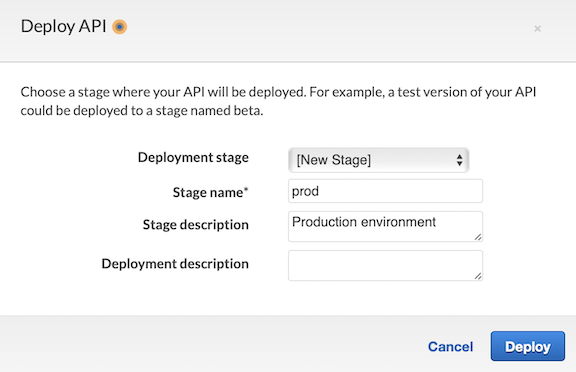 Deploy API
×
Choose a stage where your API will be deployed. For example, a test version of your API
could be deployed to a stage named beta.
Deployment stage [New Stage]
Stage name* prod
Stage description Production environment
Deployment description
Cancel Deploy